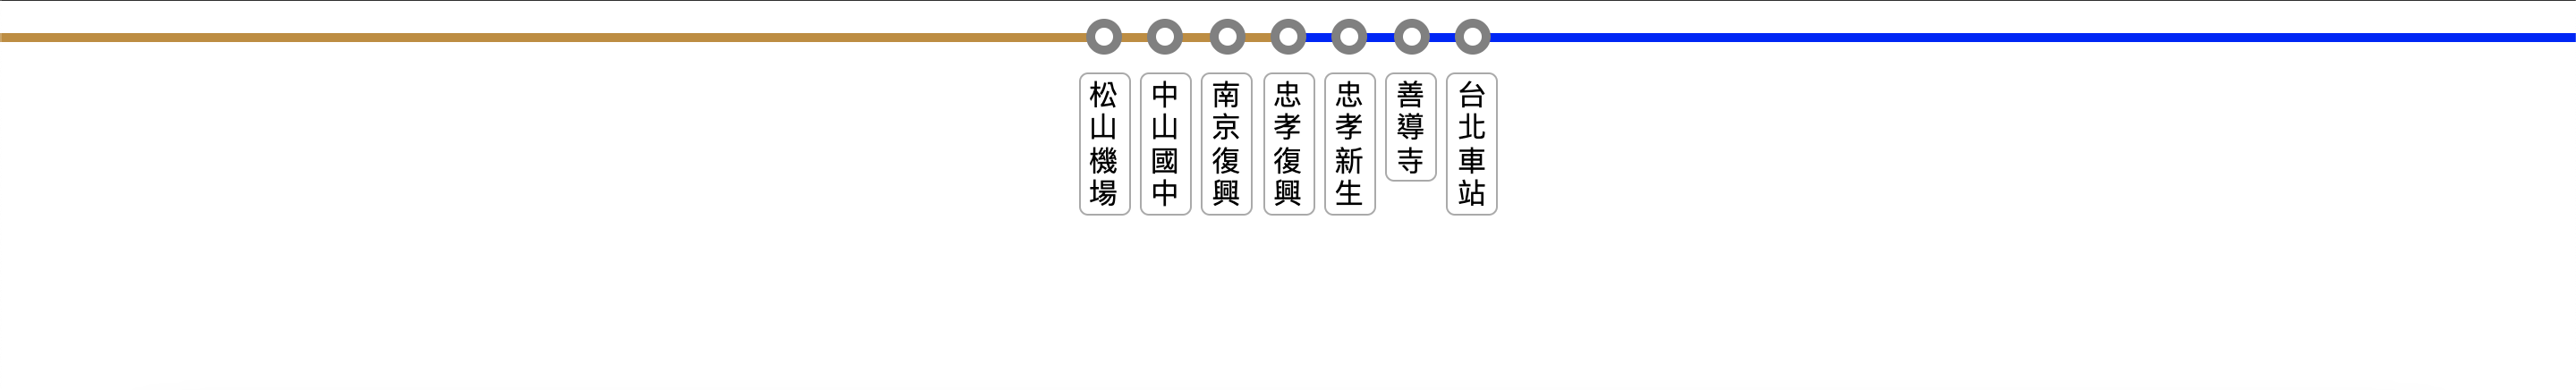 松山機場
中山國中
南京復興
忠孝復興
忠孝新生
善導寺
台北車站